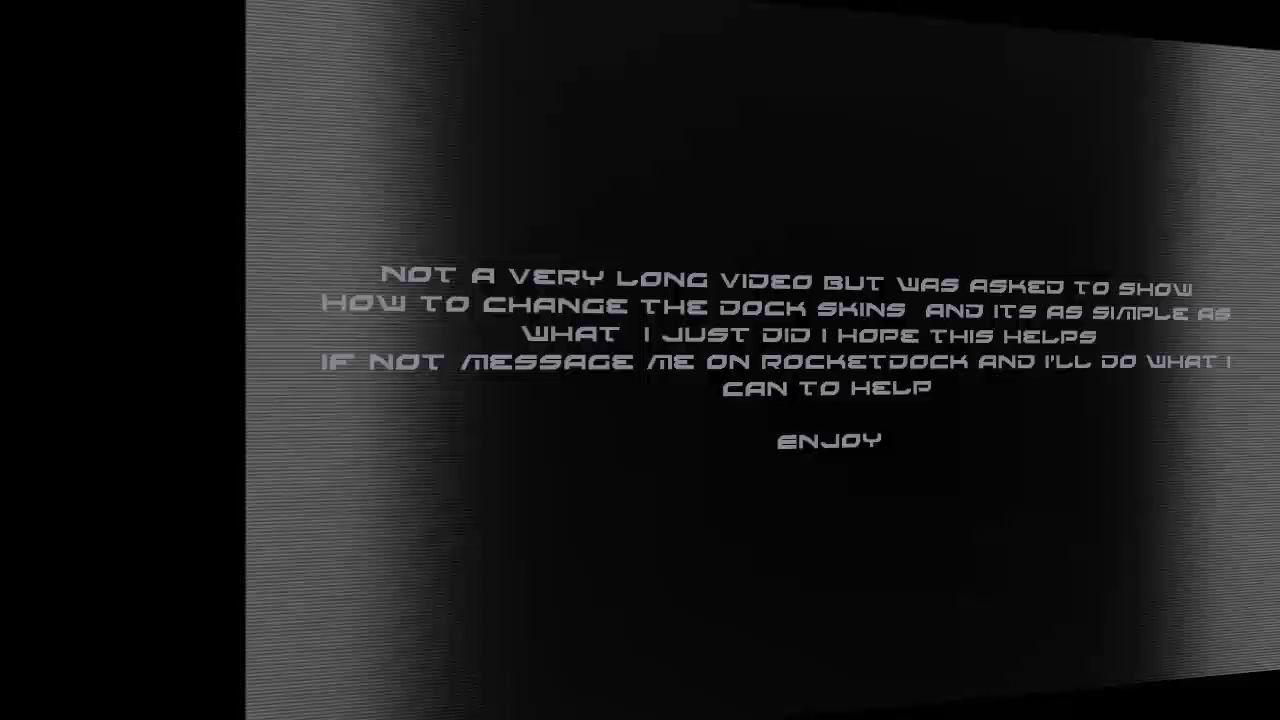 NOT A VERY LONG VIDEO BUT WAS ASKED TO SHOW
HOW TO CHANGE THE DOCK SKINS AND ITS AS SIMPLE AS
WHAT I JUST DID I HOPE THIS HELPS
IF NOT MESSAGE ME ON ROCKETDOCK AND I'LL DO WHAT I
CAN TO HELP
ENJOY